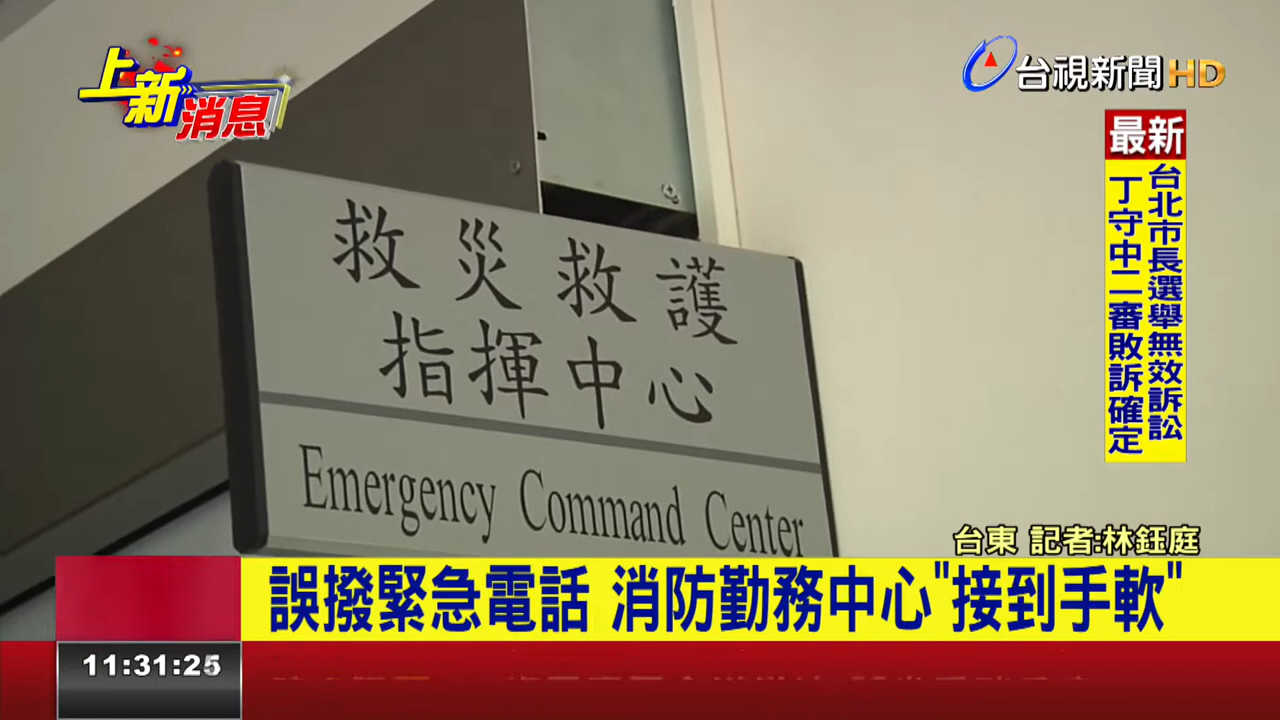 上新消息
台視新聞HD
最新
台北市長選舉無效訴訟
丁守中二審敗訴確定
救災救護
指揮中心
Emergency Command Center
台東 記者:林鈺庭
誤撥緊急電話 消防勤務中心"接到手軟"
11:31:25